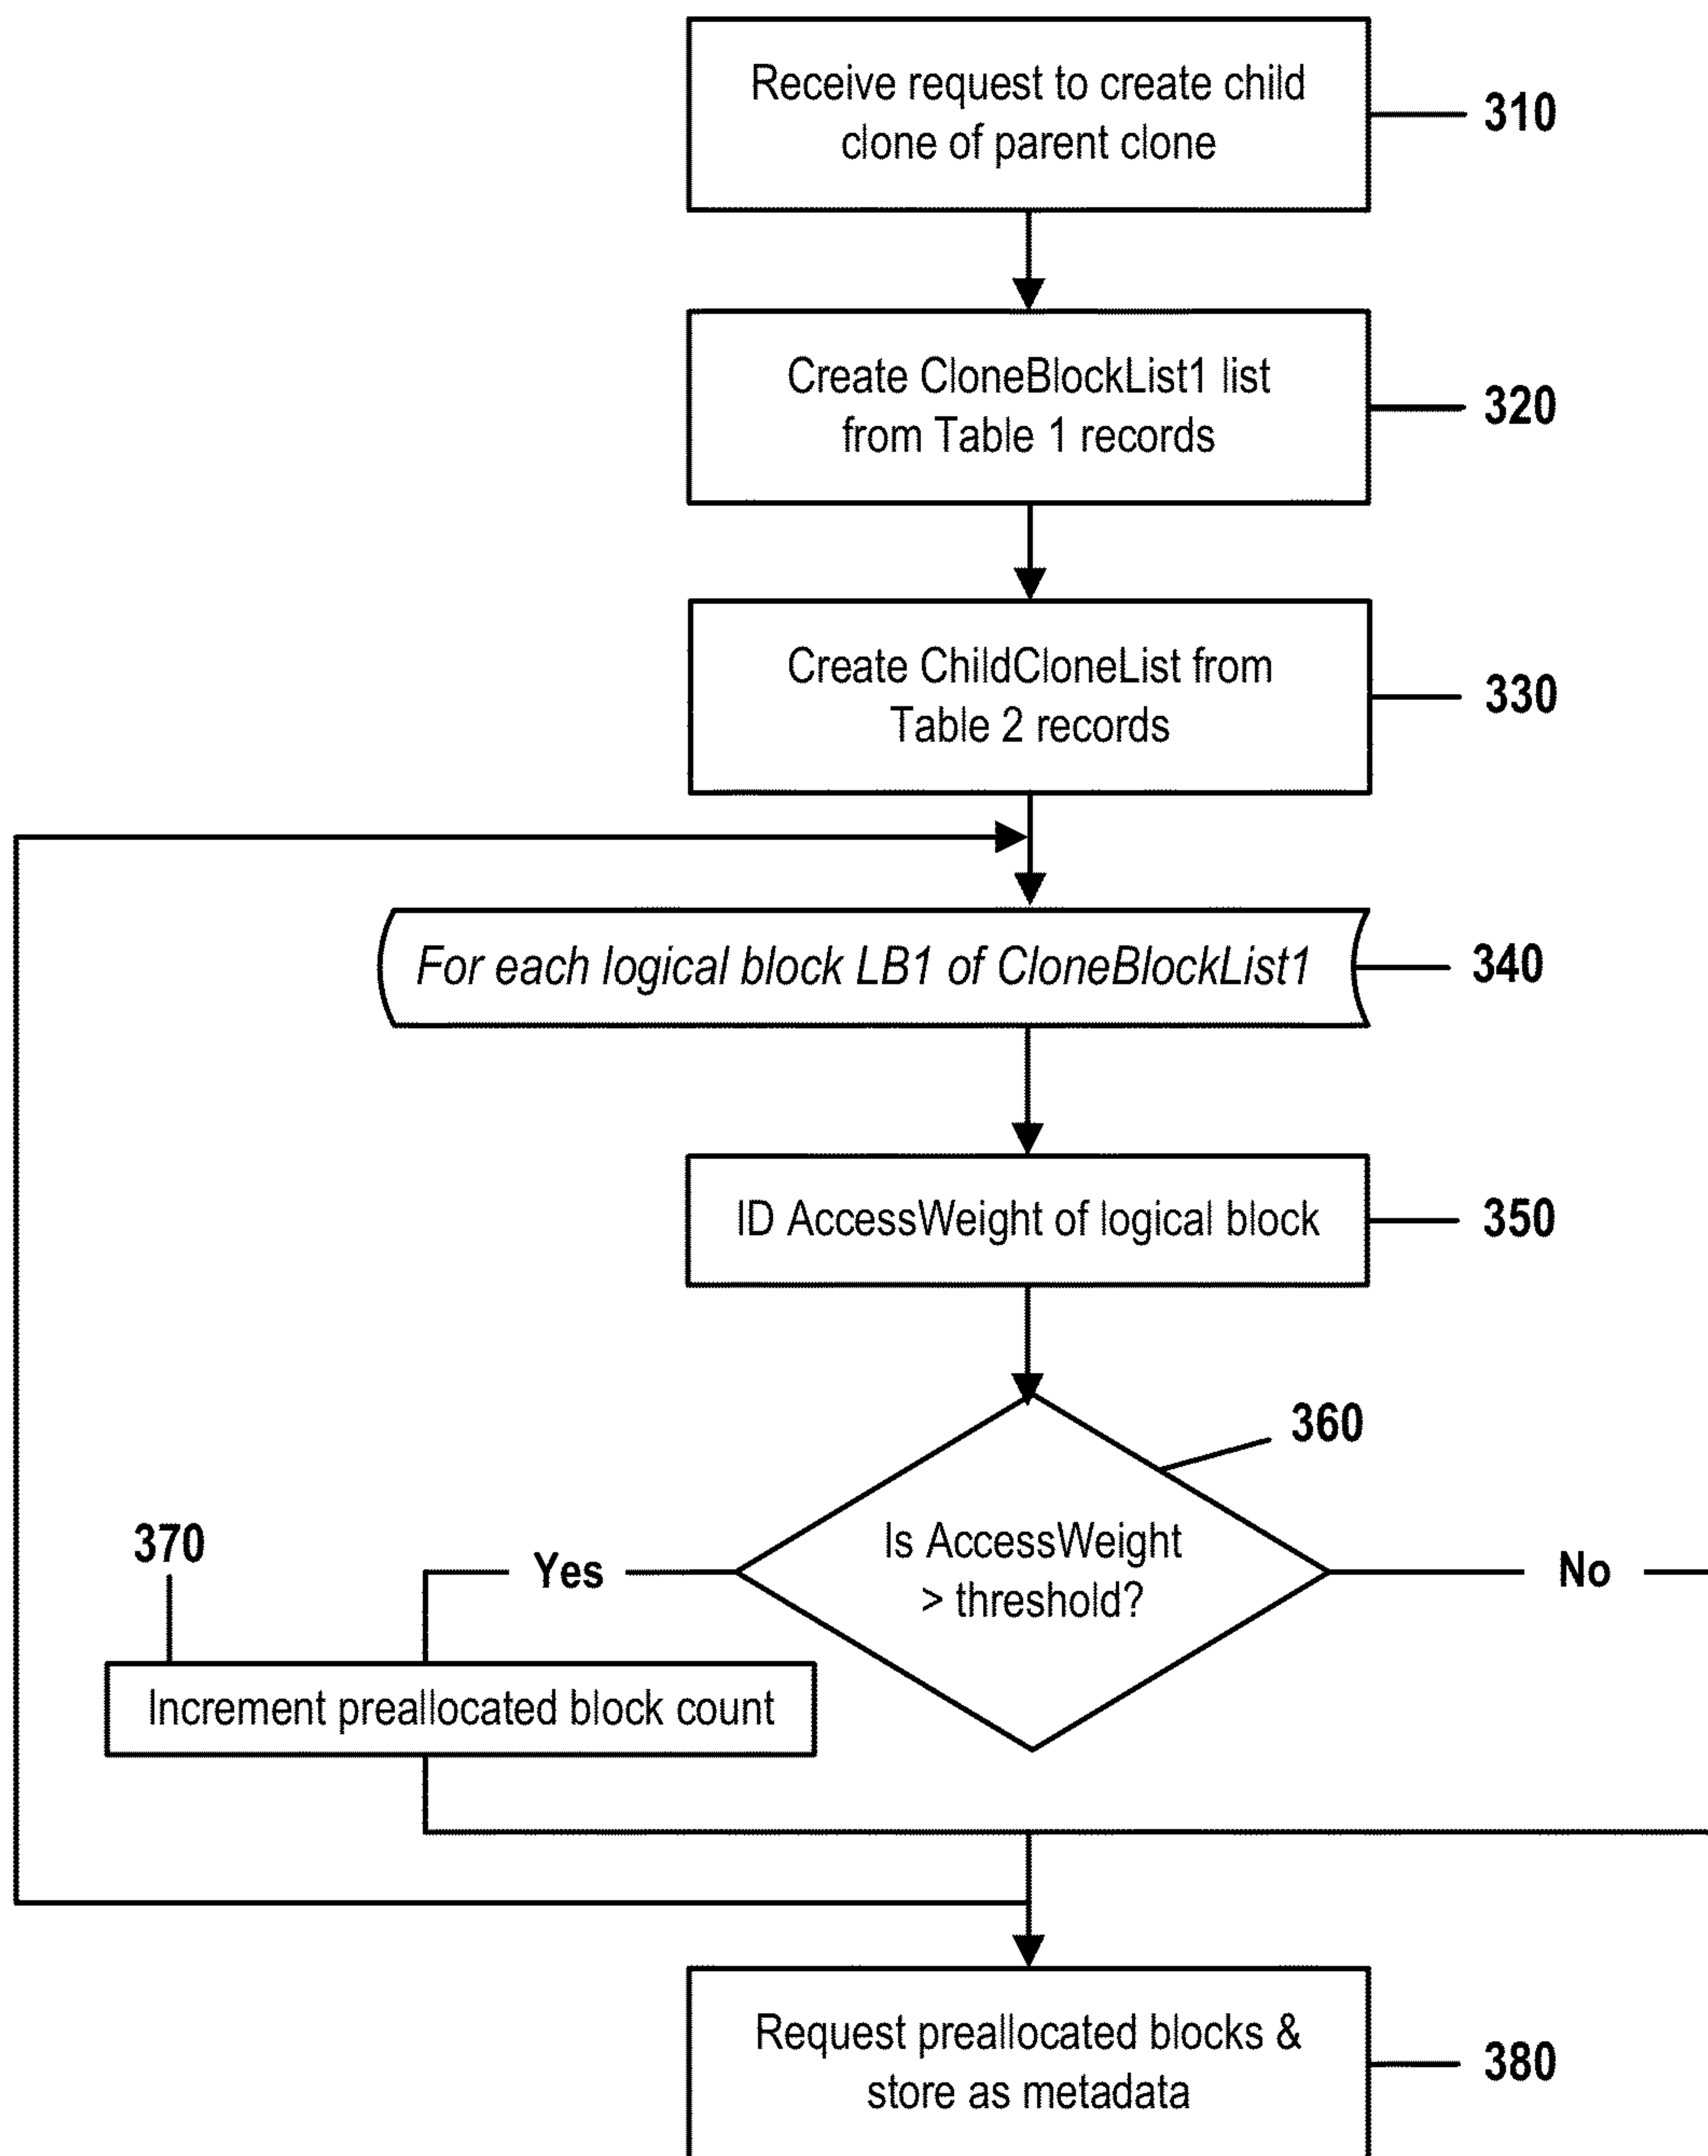 Receive request to create child
clone of parent clone
310
Create CloneBlockList1 list
from Table 1 records
320
Create ChildCloneList from
Table 2 records
330
For each logical block LB1 of CloneBlockList1
340
ID AccessWeight of logical block
350
360
Is AccessWeight
> threshold?
Yes
No
370
Increment preallocated block count
Request preallocated blocks &
store as metadata
380